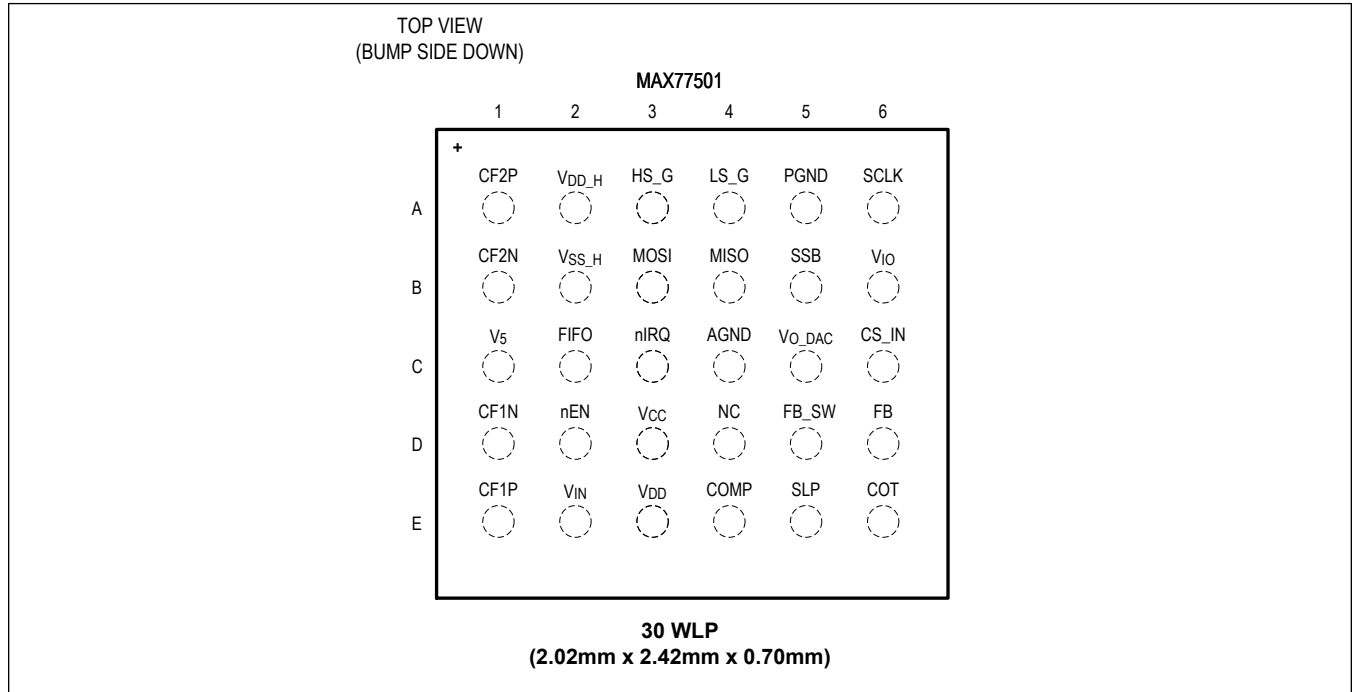 TOP VIEW
(BUMP SIDE DOWN)
MAX77501
1 2 3 4 5 6
+
CF2P VDD_H HS_G LS_G PGND SCLK
A
CF2N VSS_H MOSI MISO SSB VIO
B
V5 FIFO nIRQ AGND VO_DAC CS_IN
C
CF1N nEN VCC NC FB_SW FB
D
CF1P VIN VDD COMP SLP COT
E
30 WLP
(2.02mm x 2.42mm x 0.70mm)